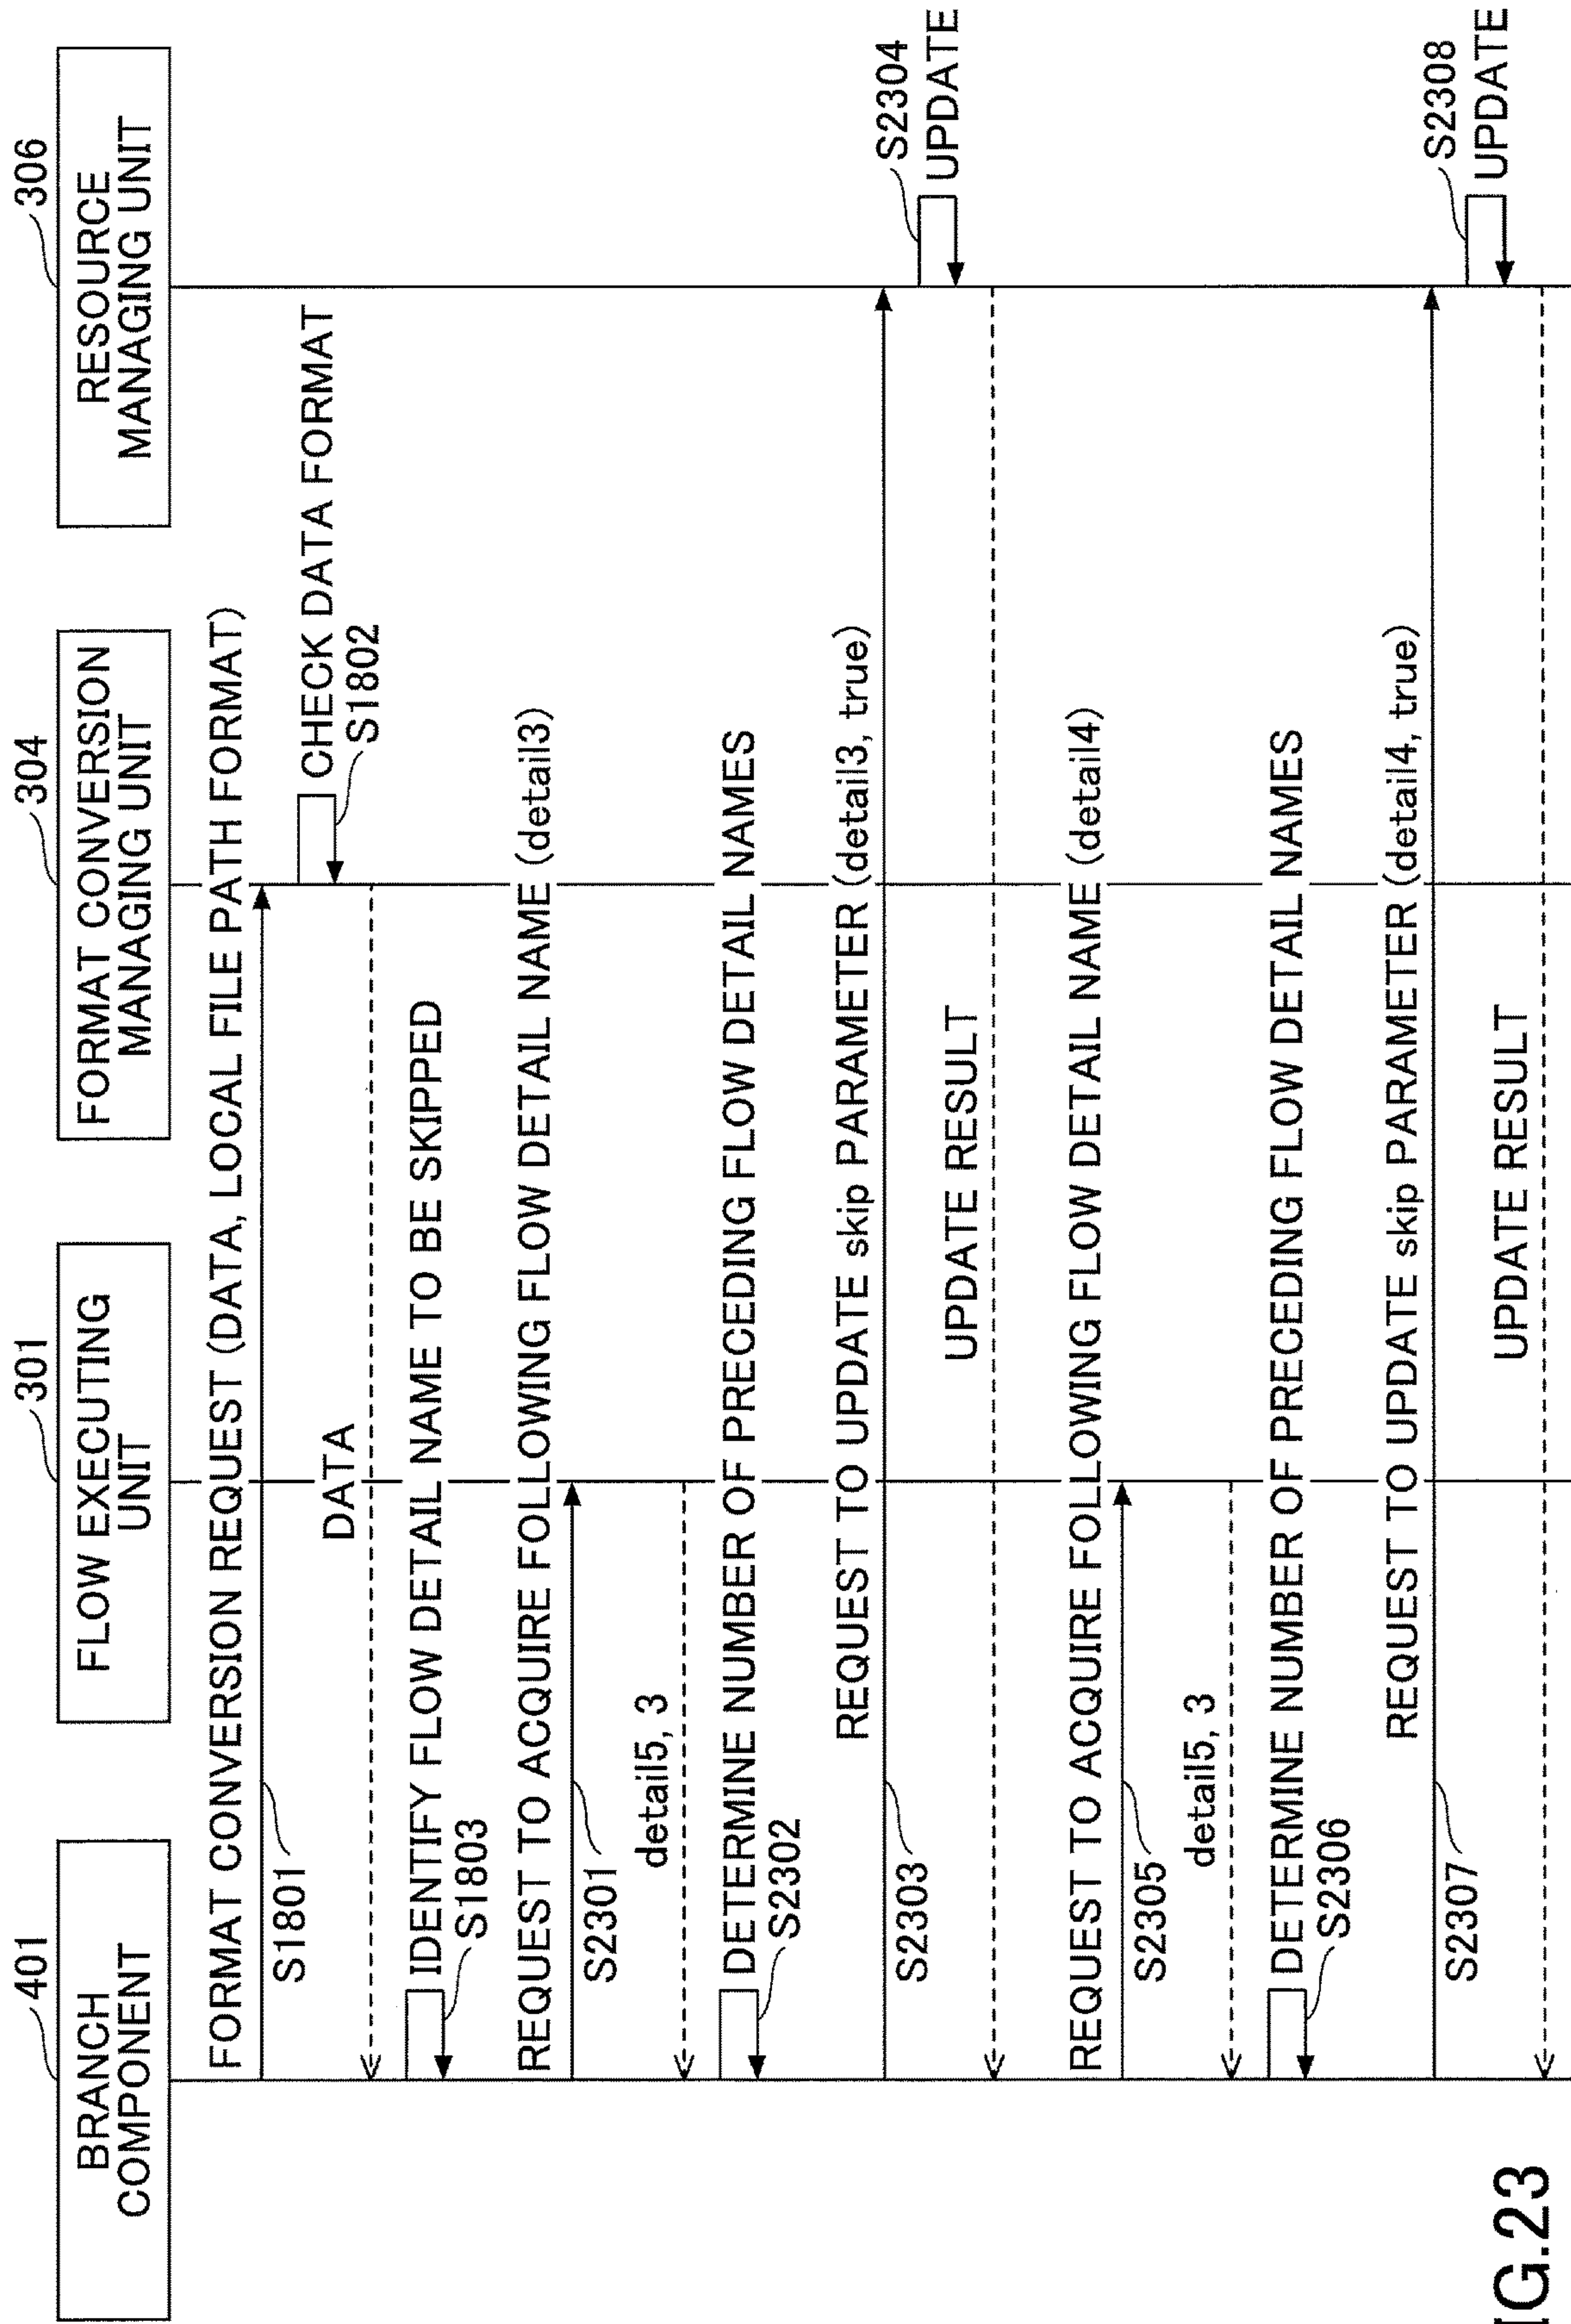 401
BRANCH
COMPONENT
301
FLOW EXECUTING
UNIT
304
FORMAT CONVERSION
MANAGING UNIT
306
RESOURCE
MANAGING UNIT
FORMAT CONVERSION REQUEST (DATA, LOCAL FILE PATH FORMAT)
S1801
CHECK DATA FORMAT
S1802
DATA
IDENTIFY FLOW DETAIL NAME TO BE SKIPPED
S1803
REQUEST TO ACQUIRE FOLLOWING FLOW DETAIL NAME (detail3)
S2301
detail5, 3
DETERMINE NUMBER OF PRECEDING FLOW DETAIL NAMES
S2302
REQUEST TO UPDATE skip PARAMETER (detail3, true)
S2303
S2304
UPDATE
UPDATE RESULT
REQUEST TO ACQUIRE FOLLOWING FLOW DETAIL NAME (detail4)
S2305
detail5, 3
DETERMINE NUMBER OF PRECEDING FLOW DETAIL NAMES
S2306
REQUEST TO UPDATE skip PARAMETER (detail4, true)
S2307
S2308
UPDATE
UPDATE RESULT
IG.23